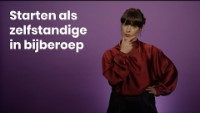 Starten als
zelfstandige
in bijberoep